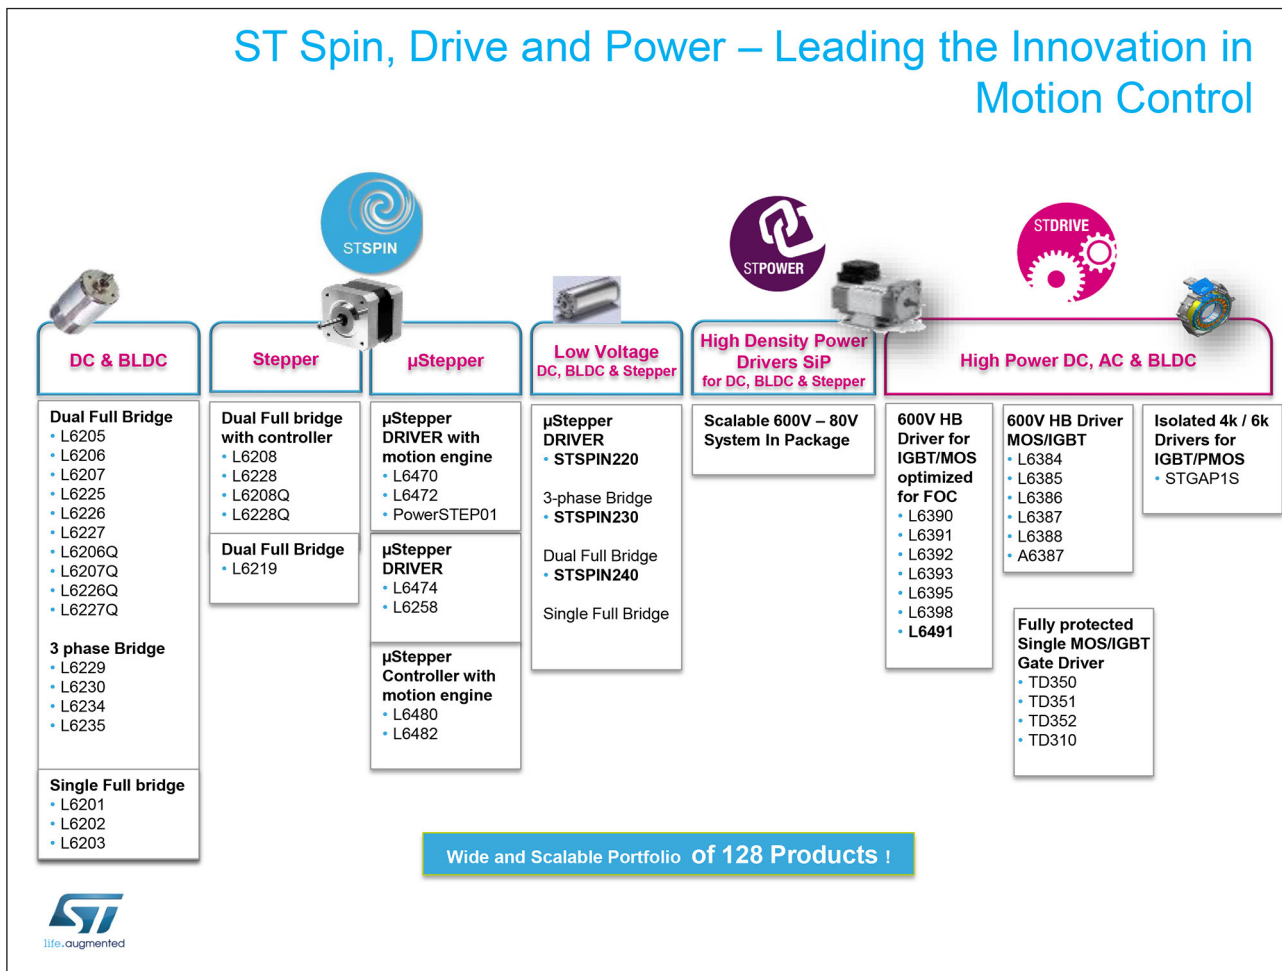 ST Spin, Drive and Power – Leading the Innovation in
Motion Control
STSPIN
STPOWER
STDRIVE
DC & BLDC
Dual Full Bridge
• L6205
• L6206
• L6207
• L6225
• L6226
• L6227
• L6206Q
• L6207Q
• L6226Q
• L6227Q
3 phase Bridge
• L6229
• L6230
• L6234
• L6235
Single Full bridge
• L6201
• L6202
• L6203
Stepper
Dual Full bridge
with controller
• L6208
• L6228
• L6208Q
• L6228Q
Dual Full Bridge
• L6219
µStepper
µStepper
DRIVER with
motion engine
• L6470
• L6472
• PowerSTEP01
µStepper
DRIVER
• L6474
• L6258
µStepper
Controller with
motion engine
• L6480
• L6482
Low Voltage
DC, BLDC & Stepper
µStepper
DRIVER
• STSPIN220
3-phase Bridge
• STSPIN230
Dual Full Bridge
• STSPIN240
Single Full Bridge
High Density Power
Drivers SiP
for DC, BLDC & Stepper
Scalable 600V – 80V
System In Package
High Power DC, AC & BLDC
600V HB
Driver for
IGBT/MOS
optimized
for FOC
• L6390
• L6391
• L6392
• L6393
• L6395
• L6398
• L6491
600V HB Driver
MOS/IGBT
• L6384
• L6385
• L6386
• L6387
• L6388
• A6387
Fully protected
Single MOS/IGBT
Gate Driver
• TD350
• TD351
• TD352
• TD310
Isolated 4k / 6k
Drivers for
IGBT/PMOS
• STGAP1S
Wide and Scalable Portfolio of 128 Products !
ST
life.augmented